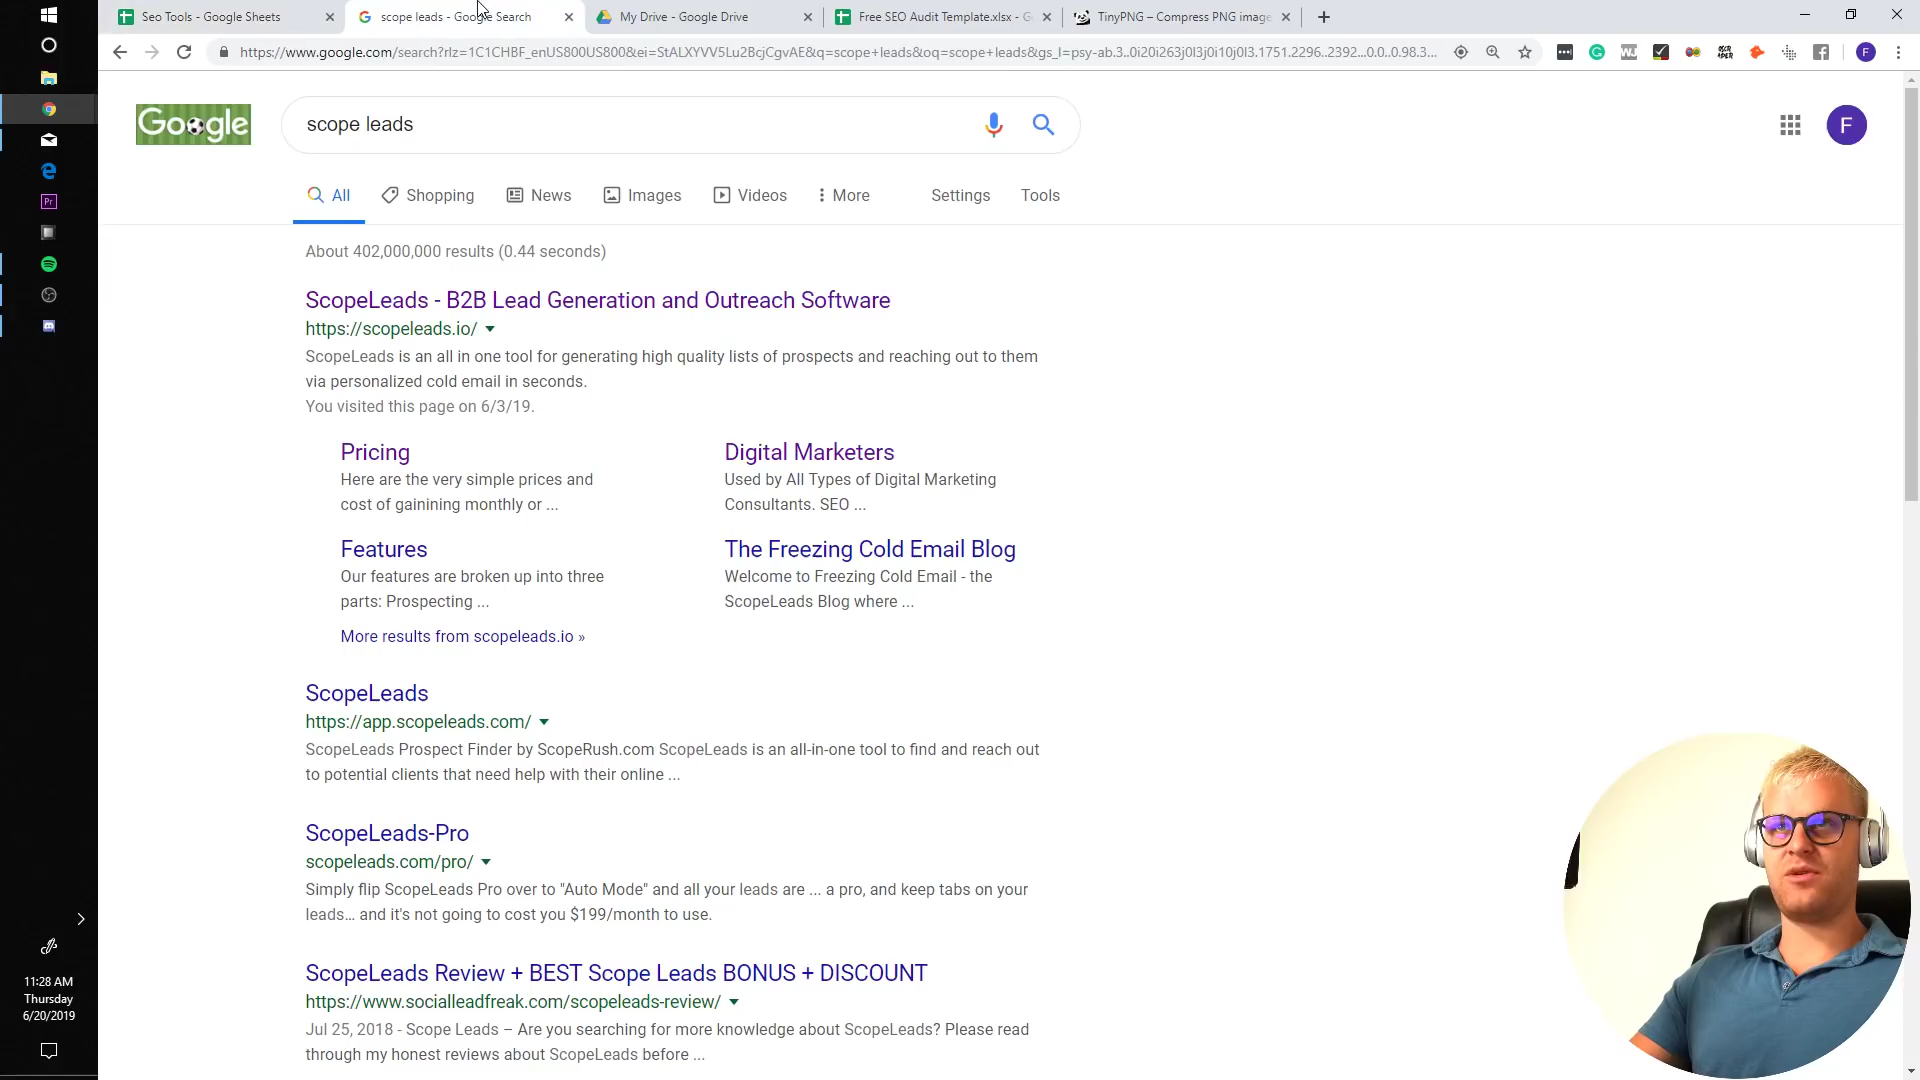 Seo Tools - Google Sheets
scope leads - Google Search
My Drive - Google Drive
Free SEO Audit Template.xlsx - G
TinyPNG – Compress PNG image
https://www.google.com/search?rlz=1C1CHBF_enUS800US800&ei=StALXYVV5Lu2BcjCgvAE&q=scope+leads&oq=scope+leads&gs_l=psy-ab.3..0i20i263j0l3j0i10j0l3.1751.2296..2392...0.0..0.98.3...
F
Google
scope leads
F
All
Shopping
News
Images
Videos
More
Settings
Tools
About 402,000,000 results (0.44 seconds)
ScopeLeads - B2B Lead Generation and Outreach Software
https://scopeleads.io/
ScopeLeads is an all in one tool for generating high quality lists of prospects and reaching out to them
via personalized cold email in seconds.
You visited this page on 6/3/19.
Pricing
Here are the very simple prices and
cost of gainining monthly or ...
Digital Marketers
Used by All Types of Digital Marketing
Consultants. SEO ...
Features
Our features are broken up into three
parts: Prospecting ...
The Freezing Cold Email Blog
Welcome to Freezing Cold Email - the
ScopeLeads Blog where ...
More results from scopeleads.io »
ScopeLeads
https://app.scopeleads.com/
ScopeLeads Prospect Finder by ScopeRush.com ScopeLeads is an all-in-one tool to find and reach out
to potential clients that need help with their online ...
ScopeLeads-Pro
scopeleads.com/pro/
Simply flip ScopeLeads Pro over to "Auto Mode" and all your leads are ... a pro, and keep tabs on your
leads... and it's not going to cost you $199/month to use.
ScopeLeads Review + BEST Scope Leads BONUS + DISCOUNT
https://www.socialleadfreak.com/scopeleads-review/
Jul 25, 2018 - Scope Leads – Are you searching for more knowledge about ScopeLeads? Please read
through my honest reviews about ScopeLeads before ...
Pr
11:28 AM
Thursday
6/20/2019